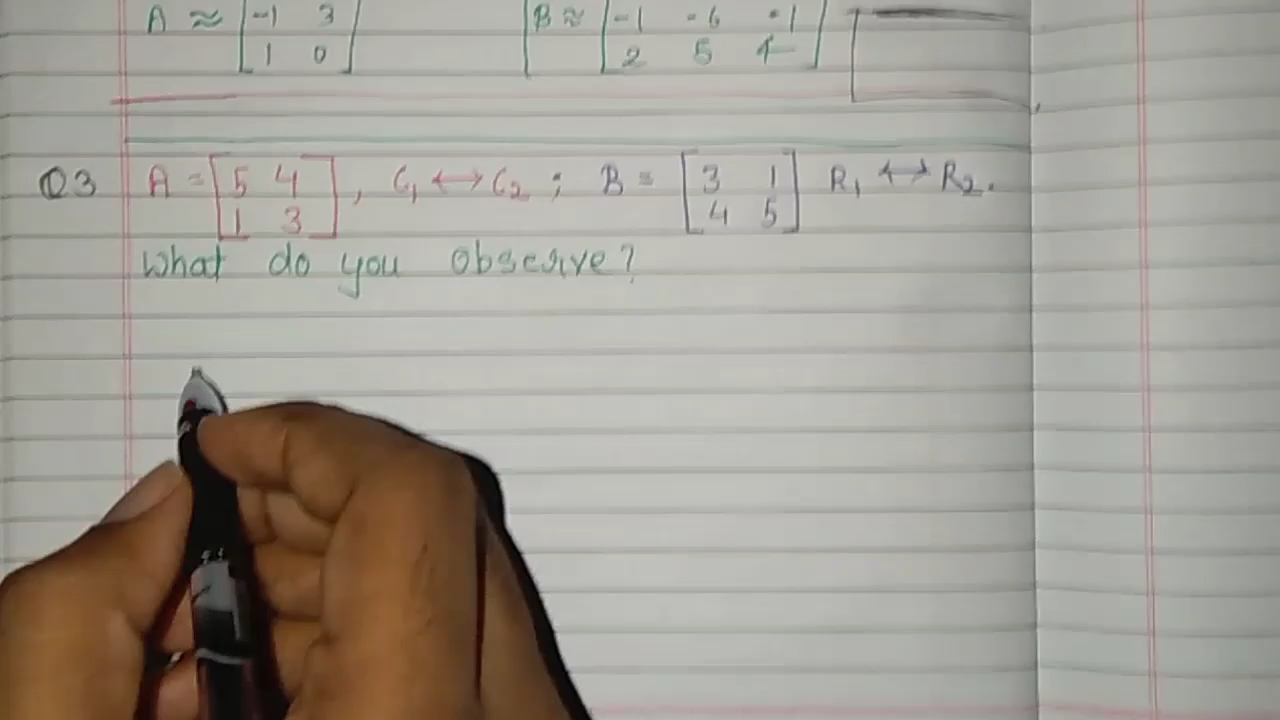 A ≈ [-1 3 B ≈ [-1 -6 -1
1 0] 2 5 4]
Q3 A = [5 4 , C₁ ↔ C₂ ; B = [3 1 R₁ ↔ R₂.
1 3] 4 5]
What do you observe?